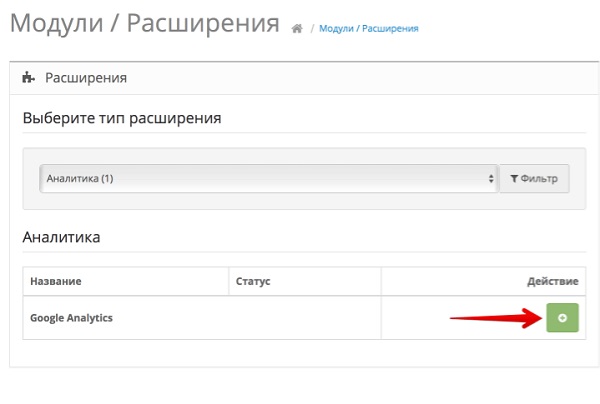 Модули / Расширения / Модули / Расширения
Расширения
Выберите тип расширения
Аналитика (1) Фильтр
Аналитика
Название Статус Действие
Google Analytics